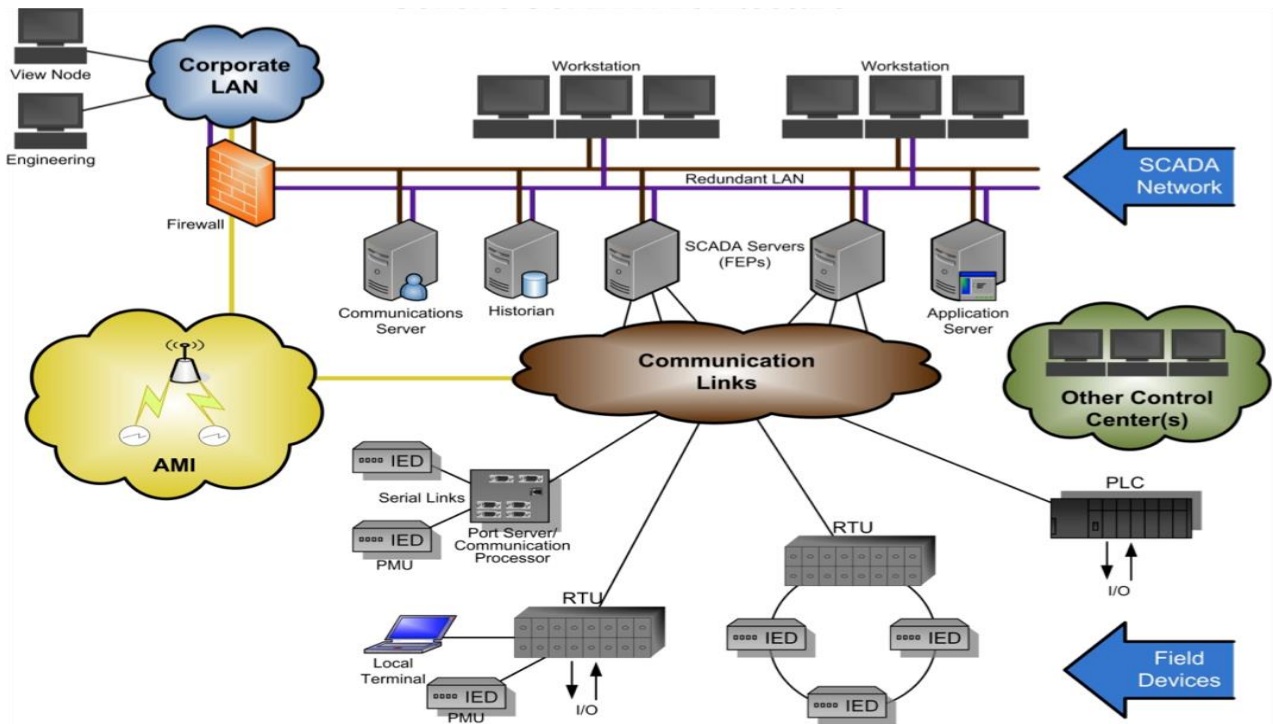 View Node
Engineering
Corporate
LAN
Firewall
Workstation
Workstation
Redundant LAN
SCADA
Network
Communications
Server
Historian
SCADA Servers
(FEPs)
Application
Server
Communication
Links
Other Control
Center(s)
AMI
IED
Serial Links
IED
PMU
Port Server/
Communication
Processor
RTU
Local
Terminal
IED
PMU
I/O
RTU
IED
IED
IED
PLC
I/O
Field
Devices